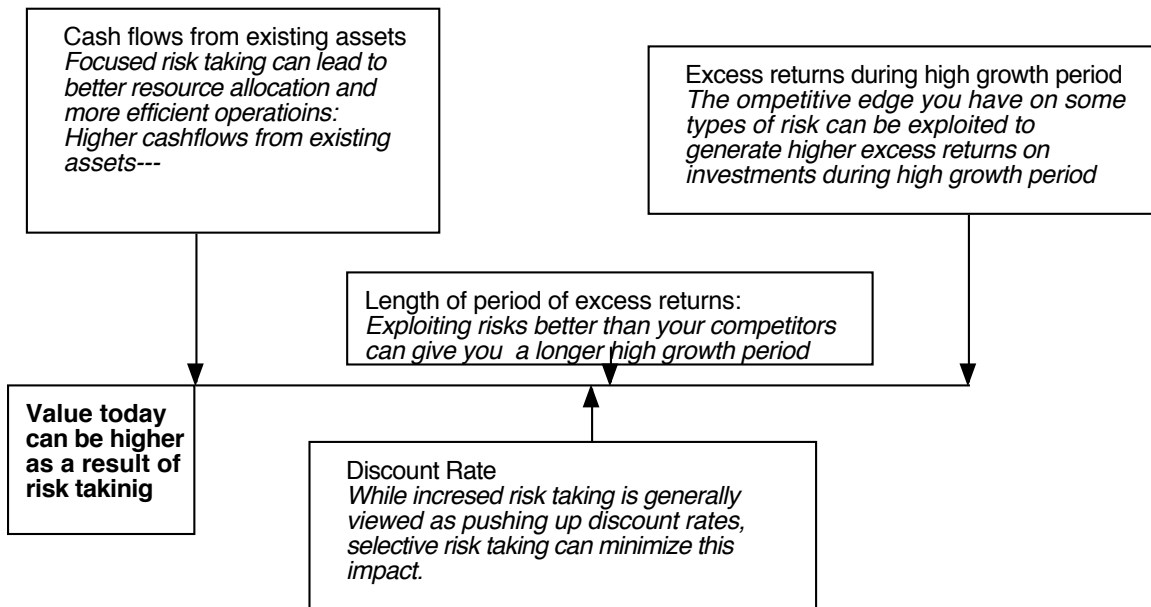 Cash flows from existing assets
Focused risk taking can lead to
better resource allocation and
more efficient operatioins:
Higher cashflows from existing
assets---
Excess returns during high growth period
The ompetitive edge you have on some
types of risk can be exploited to
generate higher excess returns on
investments during high growth period
Length of period of excess returns:
Exploiting risks better than your competitors
can give you a longer high growth period
Value today
can be higher
as a result of
risk takinig
Discount Rate
While incresed risk taking is generally
viewed as pushing up discount rates,
selective risk taking can minimize this
impact.